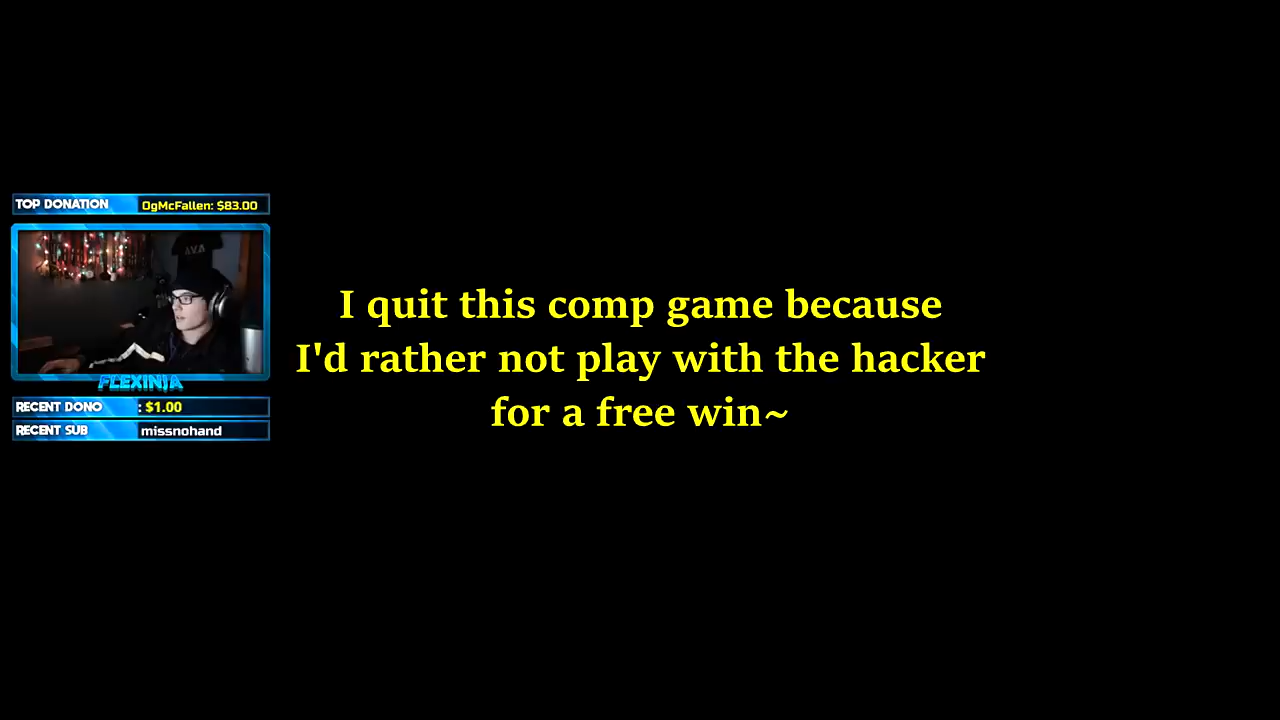 TOP DONATION OgMcFallen: $83.00
AVA
FLEXINJA
RECENT DONO : $1.00
RECENT SUB missnohand
I quit this comp game because
I'd rather not play with the hacker
for a free win~